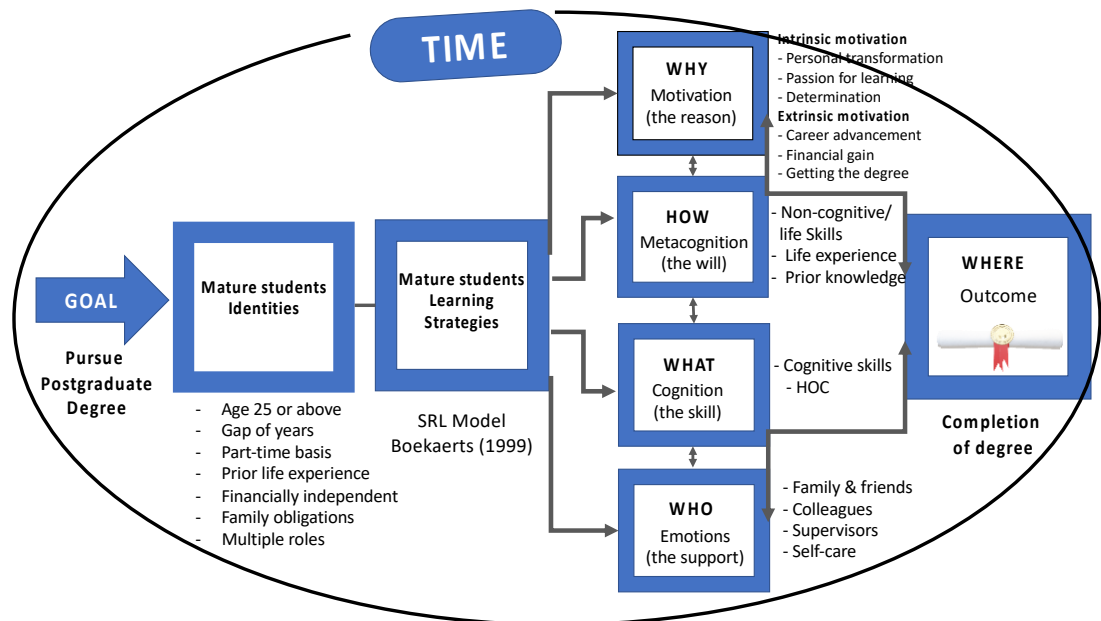 TIME
GOAL
Pursue
Postgraduate
Degree
Mature students
Identities
- Age 25 or above
- Gap of years
- Part-time basis
- Prior life experience
- Financially independent
- Family obligations
- Multiple roles
Mature students
Learning
Strategies
SRL Model
Boekaerts (1999)
WHY
Motivation
(the reason)
Intrinsic motivation
- Personal transformation
- Passion for learning
- Determination
Extrinsic motivation
- Career advancement
- Financial gain
- Getting the degree
HOW
Metacognition
(the will)
- Non-cognitive/
life Skills
- Life experience
- Prior knowledge
WHAT
Cognition
(the skill)
- Cognitive skills
- HOC
WHO
Emotions
(the support)
- Family & friends
- Colleagues
- Supervisors
- Self-care
WHERE
Outcome
Completion
of degree